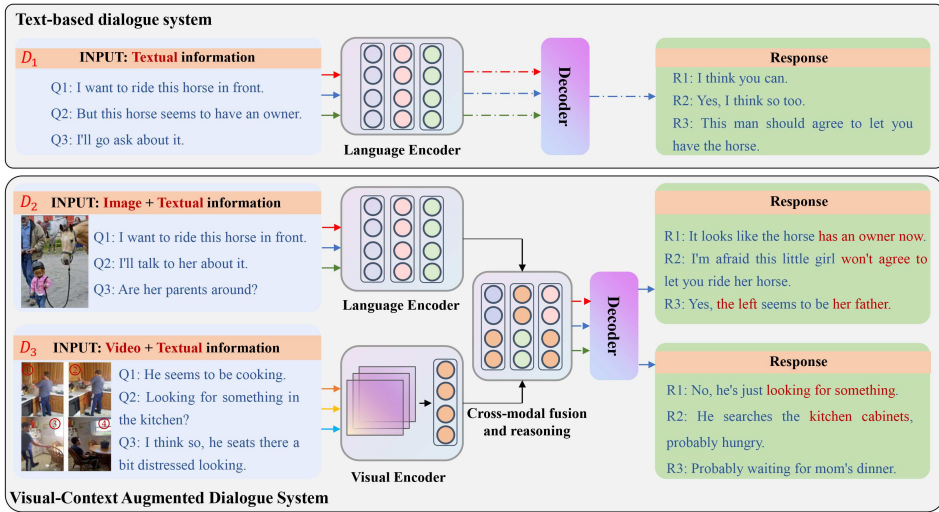 Text-based dialogue system
D1 INPUT: Textual information
Q1: I want to ride this horse in front.
Q2: But this horse seems to have an owner.
Q3: I'll go ask about it.
Language Encoder
Decoder
Response
R1: I think you can.
R2: Yes, I think so too.
R3: This man should agree to let you
have the horse.
D2 INPUT: Image + Textual information
Q1: I want to ride this horse in front.
Q2: I'll talk to her about it.
Q3: Are her parents around?
Language Encoder
D3 INPUT: Video + Textual information
① ②
③ ④
Q1: He seems to be cooking.
Q2: Looking for something in
the kitchen?
Q3: I think so, he seats there a
bit distressed looking.
Visual Encoder
Cross-modal fusion
and reasoning
Decoder
Response
R1: It looks like the horse has an owner now.
R2: I'm afraid this little girl won't agree to
let you ride her horse.
R3: Yes, the left seems to be her father.
Response
R1: No, he's just looking for something.
R2: He searches the kitchen cabinets,
probably hungry.
R3: Probably waiting for mom's dinner.
Visual-Context Augmented Dialogue System